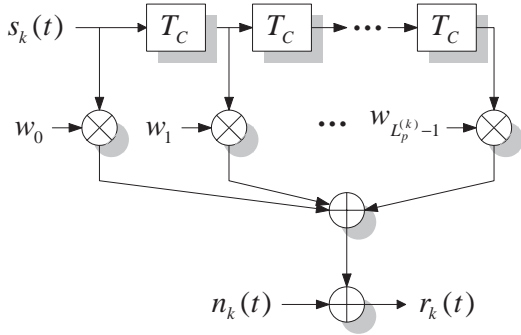 s_k(t) T_C T_C ... T_C
w_0 w_1 ... w_{L_p^{(k)}-1}
n_k(t) r_k(t)